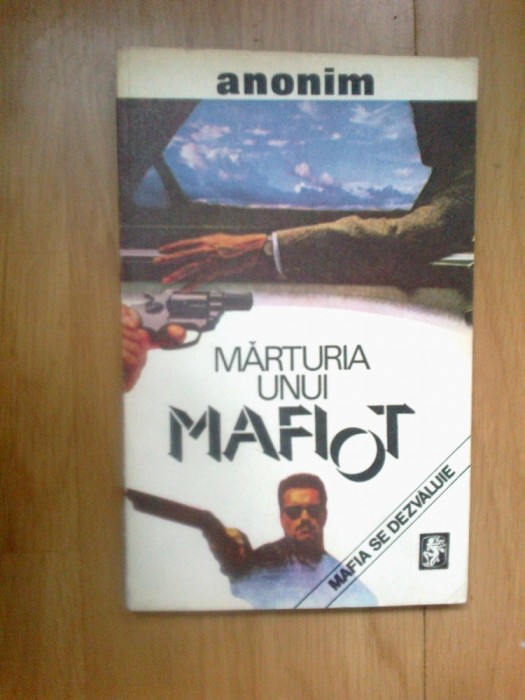 anonim
MĂRTURIA
UNUI
MAFIOT
MAFIA SE DEZVĂLUIE